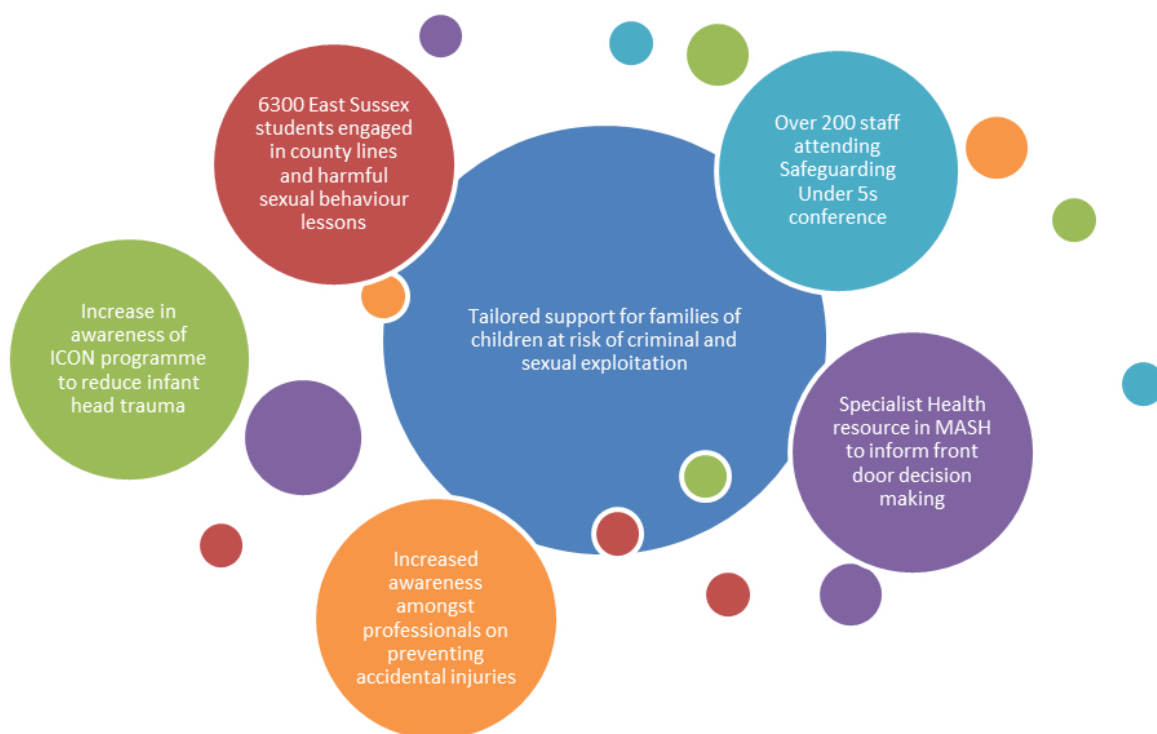 6300 East Sussex
students engaged
in county lines
and harmful
sexual behaviour
lessons
Over 200 staff
attending
Safeguarding
Under 5s
conference
Increase in
awareness of
ICON programme
to reduce infant
head trauma
Tailored support for families of
children at risk of criminal and
sexual exploitation
Specialist Health
resource in MASH
to inform front
door decision
making
Increased
awareness
amongst
professionals on
preventing
accidental injuries